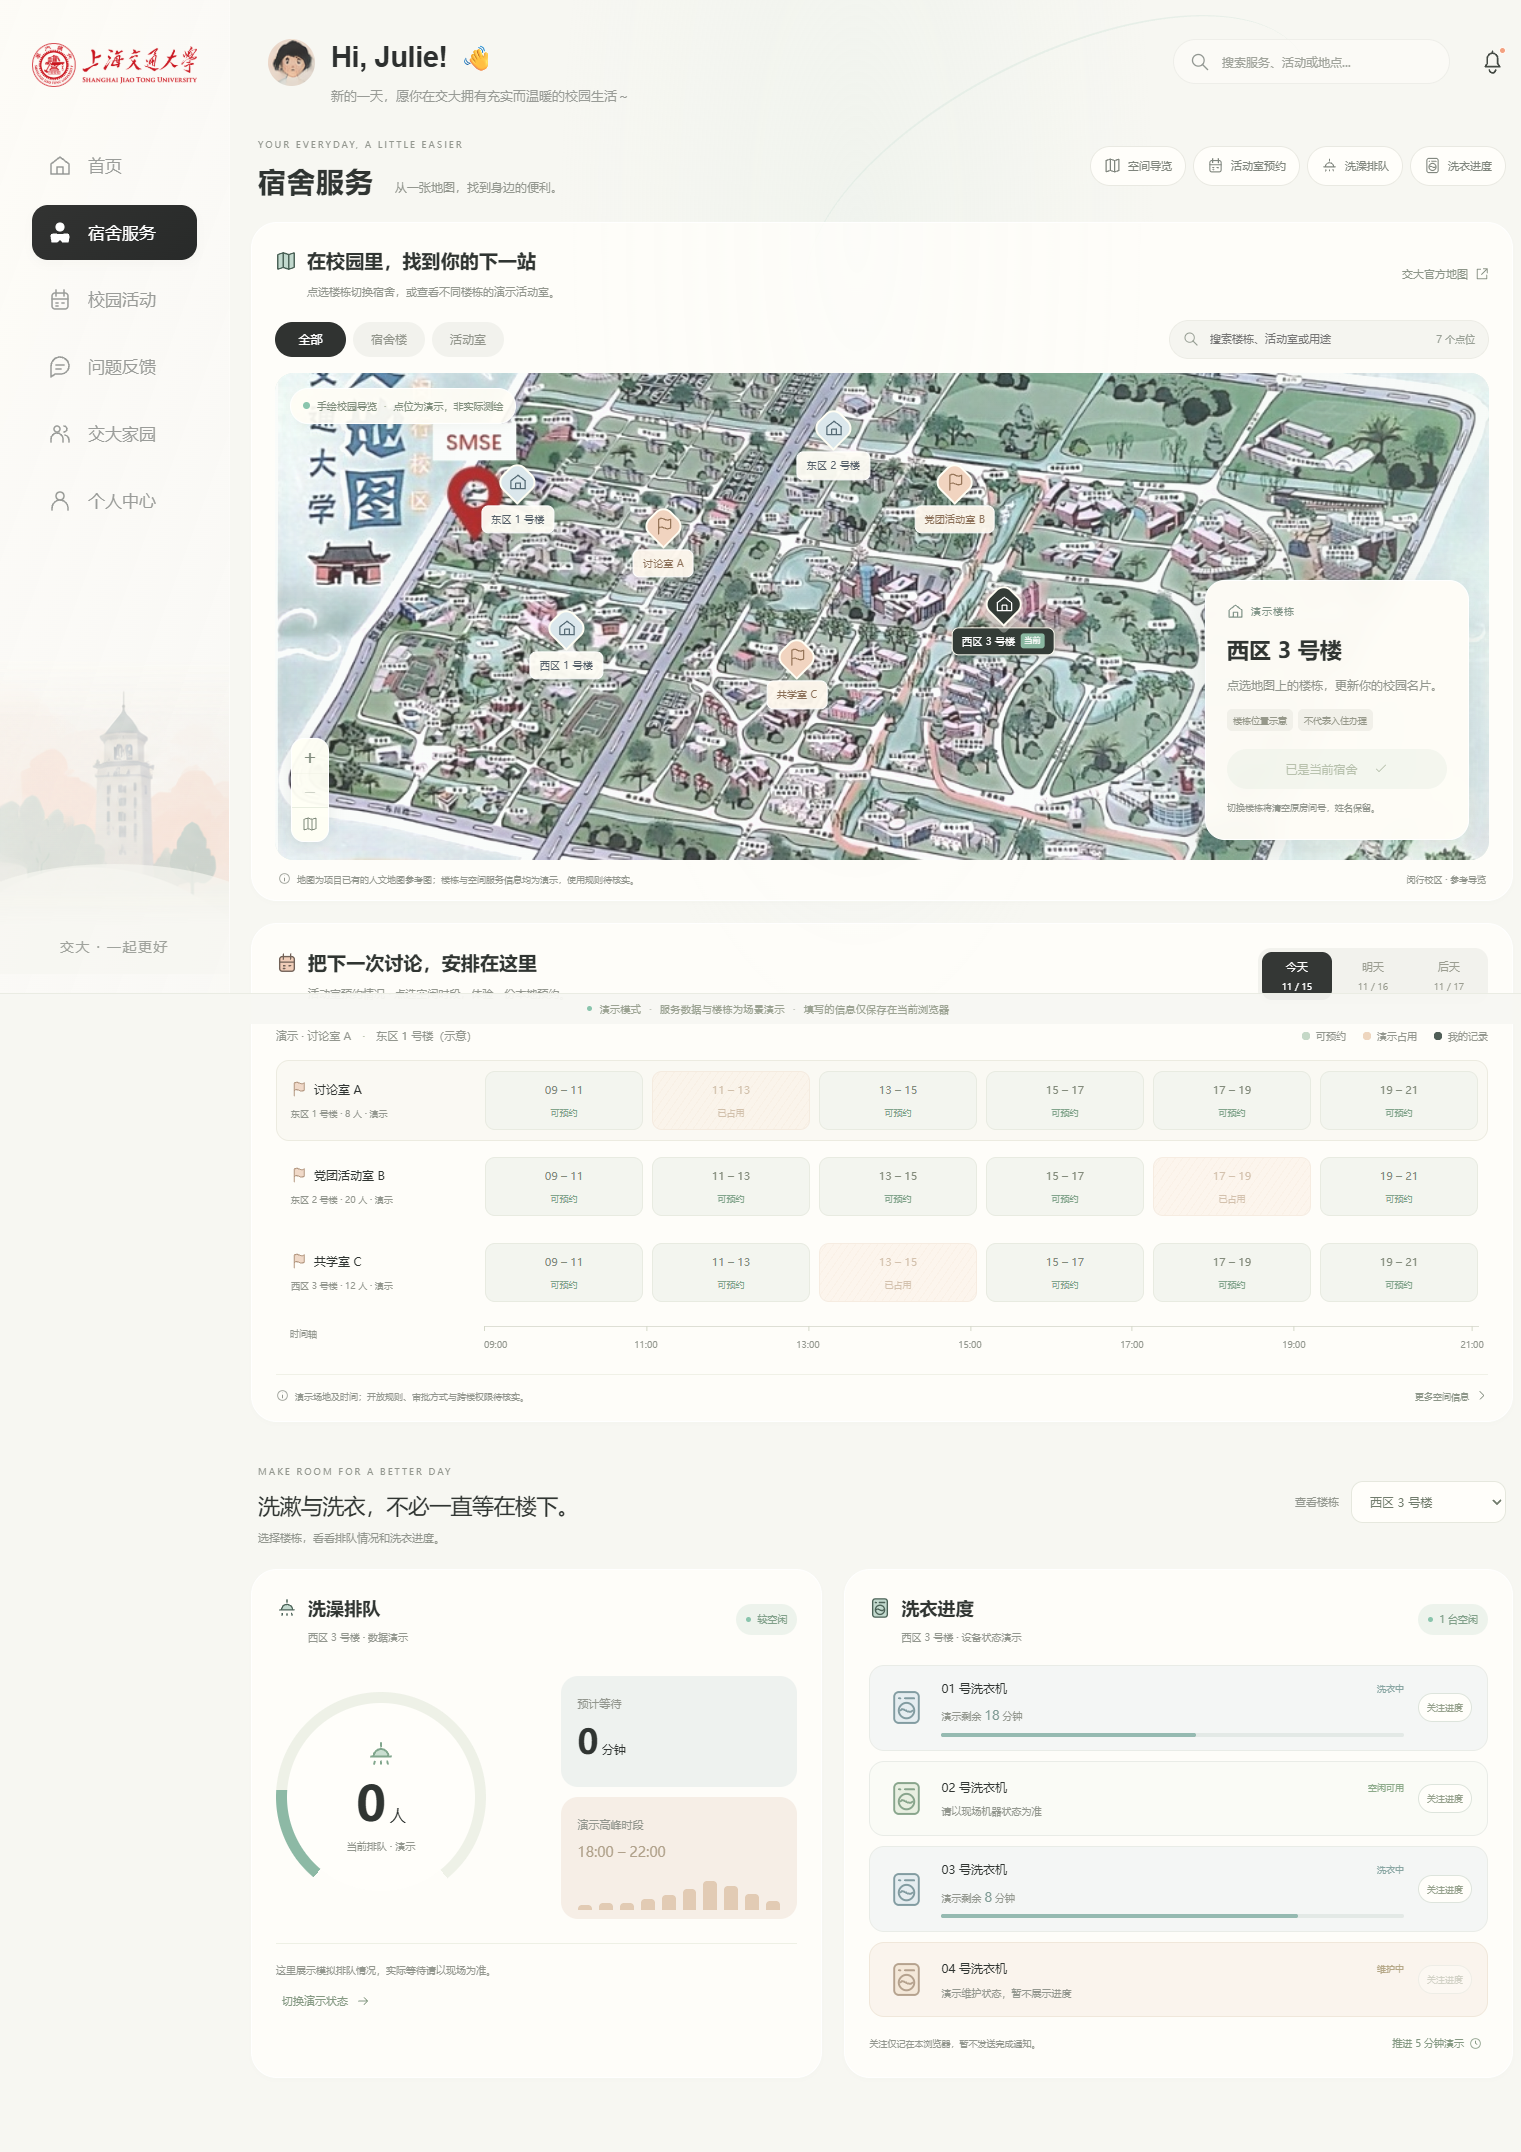 上海交通大学
SHANGHAI JIAO TONG UNIVERSITY
首页
宿舍服务
校园活动
问题反馈
交大家园
个人中心
交大 · 一起更好
Hi, Julie! 👋
新的一天，愿你在交大拥有充实而温暖的校园生活～
搜索服务、活动或地点...
YOUR EVERYDAY, A LITTLE EASIER
宿舍服务
从一张地图，找到身边的便利。
空间导览
活动室预约
洗澡排队
洗衣进度
在校园里，找到你的下一站
点选楼栋切换宿舍，或查看不同楼栋的演示活动室。
交大官方地图
全部
宿舍楼
活动室
搜索楼栋、活动室或用途
7 个点位
手绘校园导览 · 点位为演示，非实际测绘
大
学
地
图
校
区
SMSE
东区 1 号楼
讨论室 A
东区 2 号楼
党团活动室 B
西区 1 号楼
共学室 C
西区 3 号楼 当前
演示楼栋
西区 3 号楼
点选地图上的楼栋，更新你的校园名片。
楼栋位置示意
不代表入住办理
已是当前宿舍
切换楼栋将清空原房间号，姓名保留。
地图为项目已有的人文地图参考图；楼栋与空间服务信息均为演示，使用规则待核实。
闵行校区 · 参考导览
把下一次讨论，安排在这里
今天
11 / 15
明天
11 / 16
后天
11 / 17
演示模式 · 服务数据与楼栋为场景演示 · 填写的信息仅保存在当前浏览器
演示 · 讨论室 A · 东区 1 号楼（示意）
可预约
演示占用
我的记录
讨论室 A
东区 1 号楼 · 8 人 · 演示
09 – 11
可预约
11 – 13
已占用
13 – 15
可预约
15 – 17
可预约
17 – 19
可预约
19 – 21
可预约
党团活动室 B
东区 2 号楼 · 20 人 · 演示
09 – 11
可预约
11 – 13
可预约
13 – 15
可预约
15 – 17
可预约
17 – 19
已占用
19 – 21
可预约
共学室 C
西区 3 号楼 · 12 人 · 演示
09 – 11
可预约
11 – 13
可预约
13 – 15
已占用
15 – 17
可预约
17 – 19
可预约
19 – 21
可预约
时间轴
09:00
11:00
13:00
15:00
17:00
19:00
21:00
演示场地及时间；开放规则、审批方式与跨楼权限待核实。
更多空间信息
MAKE ROOM FOR A BETTER DAY
洗漱与洗衣，不必一直等在楼下。
选择楼栋，看看排队情况和洗衣进度。
查看楼栋
西区 3 号楼
洗澡排队
西区 3 号楼 · 数据演示
较空闲
0 人
当前排队 · 演示
预计等待
0 分钟
演示高峰时段
18:00 – 22:00
这里展示模拟排队情况，实际等待请以现场为准。
切换演示状态
洗衣进度
西区 3 号楼 · 设备状态演示
1 台空闲
01 号洗衣机
演示剩余 18 分钟
洗衣中
关注进度
02 号洗衣机
请以现场机器状态为准
空闲可用
关注进度
03 号洗衣机
演示剩余 8 分钟
洗衣中
关注进度
04 号洗衣机
演示维护状态，暂不展示进度
维护中
关注进度
关注仅记在本浏览器，暂不发送完成通知。
推进 5 分钟演示